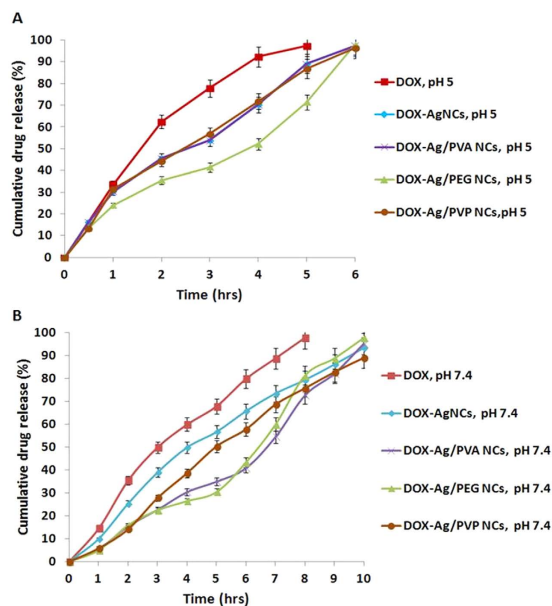 A
Cumulative drug release (%)
100
90
80
70
60
50
40
30
20
10
0
0 1 2 3 4 5 6
Time (hrs)
DOX, pH 5
DOX-AgNCs, pH 5
DOX-Ag/PVA NCs, pH 5
DOX-Ag/PEG NCs, pH 5
DOX-Ag/PVP NCs,pH 5
B
Cumulative drug release (%)
100
90
80
70
60
50
40
30
20
10
0
0 1 2 3 4 5 6 7 8 9 10
Time (hrs)
DOX, pH 7.4
DOX-AgNCs, pH 7.4
DOX-Ag/PVA NCs, pH 7.4
DOX-Ag/PEG NCs, pH 7.4
DOX-Ag/PVP NCs, pH 7.4